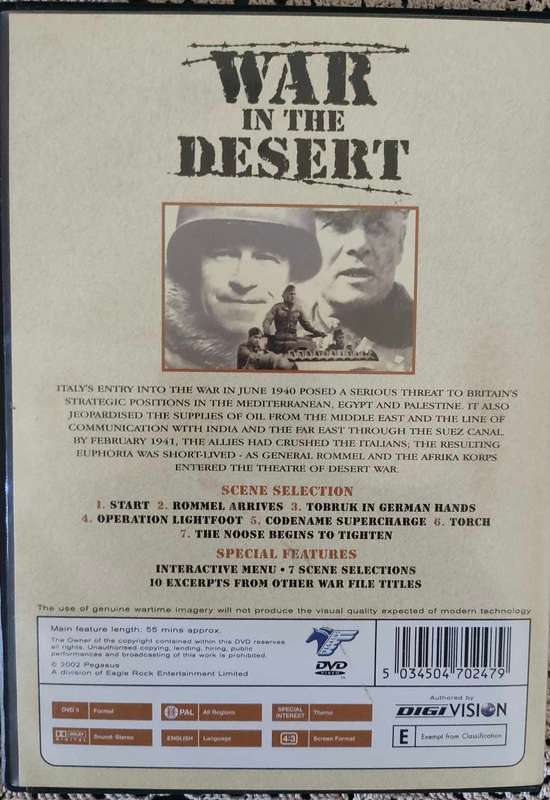 WAR
IN THE
DESERT
ITALY'S ENTRY INTO THE WAR IN JUNE 1940 POSED A SERIOUS THREAT TO BRITAIN'S
STRATEGIC POSITIONS IN THE MEDITERRANEAN, EGYPT AND PALESTINE. IT ALSO
JEOPARDISED THE SUPPLIES OF OIL FROM THE MIDDLE EAST AND THE LINE OF
COMMUNICATION WITH INDIA AND THE FAR EAST THROUGH THE SUEZ CANAL.
BY FEBRUARY 1941, THE ALLIES HAD CRUSHED THE ITALIANS; THE RESULTING
EUPHORIA WAS SHORT-LIVED - AS GENERAL ROMMEL AND THE AFRIKA KORPS
ENTERED THE THEATRE OF DESERT WAR.
SCENE SELECTION
1. START 2. ROMMEL ARRIVES 3. TOBRUK IN GERMAN HANDS
4. OPERATION LIGHTFOOT 5. CODENAME SUPERCHARGE 6. TORCH
7. THE NOOSE BEGINS TO TIGHTEN
SPECIAL FEATURES
INTERACTIVE MENU • 7 SCENE SELECTIONS
10 EXCERPTS FROM OTHER WAR FILE TITLES
The use of genuine wartime imagery will not produce the visual quality expected of modern technology
Main feature length: 55 mins approx.
The Owner of the copyright contained within this DVD reserves
all rights. Unauthorised copying, lending, hiring, public
performances and broadcasting of this work is prohibited.
© 2002 Pegasus
A division of Eagle Rock Entertainment Limited
DVD
VIDEO
5 034504 702479
DVD 5 Format
PAL All Regions
SPECIAL INTEREST Theme
DOLBY DIGITAL Sound: Stereo
ENGLISH Language
4:3 Screen Format
Authored by
DIGIVISION
E Exempt from Classification